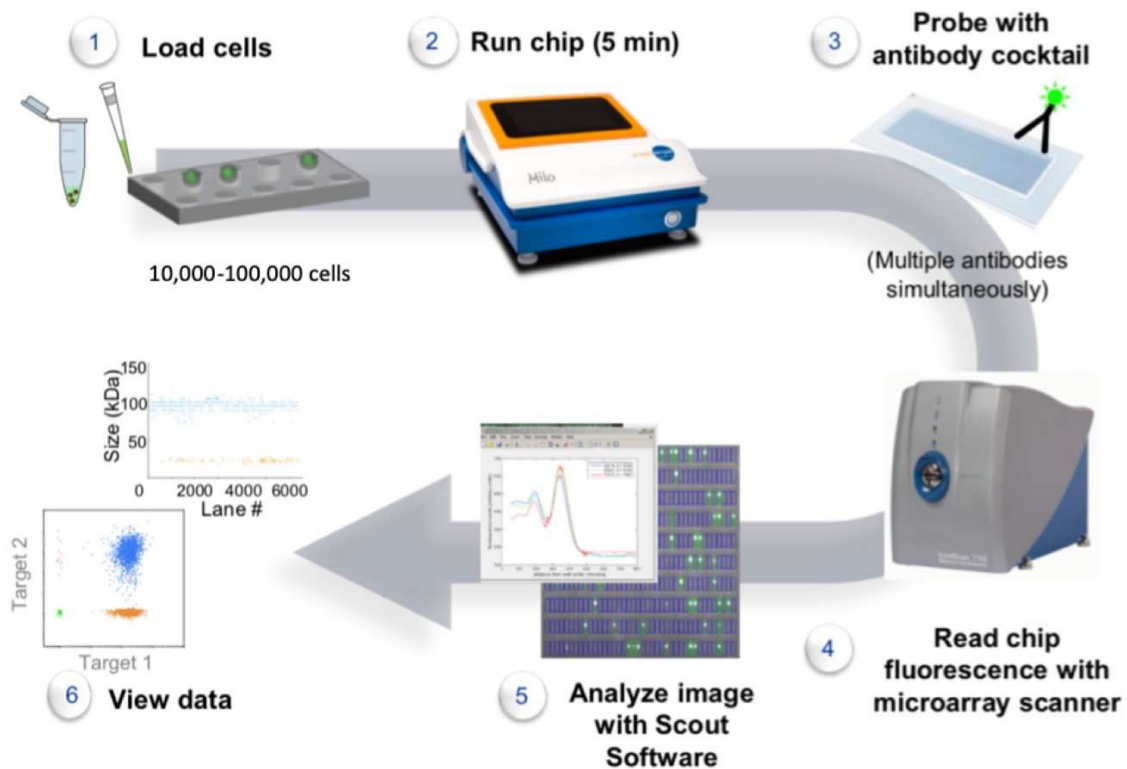 1
Load cells
10,000-100,000 cells
2
Run chip (5 min)
Milo
3
Probe with
antibody cocktail
(Multiple antibodies
simultaneously)
4
Read chip
fluorescence with
microarray scanner
5
Analyze image
with Scout
Software
Size (kDa)
150
100
50
0
2000
4000
6000
Lane #
Target 2
Target 1
6
View data